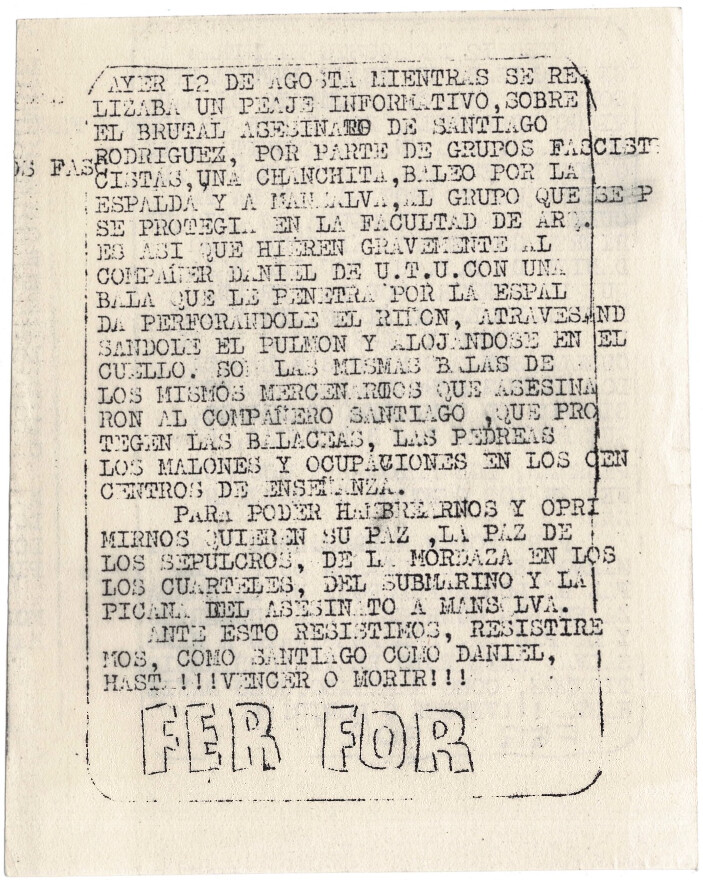 AYER I2 DE AGOSTA MIENTRAS SE RE
LIZABA UN PEAJE INFORMATIVO,SOBRE
EL BRUTAL ASESINATO DE SANTIAGO
RODRIGUEZ, POR PARTE DE GRUPOS FASCIST
OS FAS
CISTAS,UNA CHANCHITA,BALEO POR LA
ESPALDA Y A MANSALVA,AL GRUPO QUE SE P
SE PROTEGIA EN LA FACULTAD DE ARQ.
ES ASI QUE HIEREN GRAVEMENTE AL
COMPAÑER DANIEL DE U.T.U.CON UNA
BALA QUE LE PENETRA POR LA ESPAL
DA PERFORANDOLE EL RIÑON, ATRAVESAND
SANDOLE EL PULMON Y ALOJANDOSE EN EL
CUELLO. SON LAS MISMAS BALAS DE
LOS MISMOS QUE ASESINA
RON AL COMPAÑERO SANTIAGO ,QUE PRO
TEGEN LAS BALACEAS, LAS PEDREAS
LOS MALONES Y OCUPACIONES EN LOS CEN
CENTROS DE ENSEÑANZA.
PARA PODER HAMBREARNOS Y OPRI
MIRNOS QUIEREN SU PAZ ,LA PAZ DE
LOS SEPULCROS, DE LA MORDAZA EN LOS
LOS CUARTELES, DEL SUBMARINO Y LA
PICANA DEL ASESINATO A MANSALVA.
ANTE ESTO RESISTIMOS, RESISTIRE
MOS, COMO SANTIAGO COMO DANIEL,
HASTA !!!VENCER O MORIR!!!
FER FOR